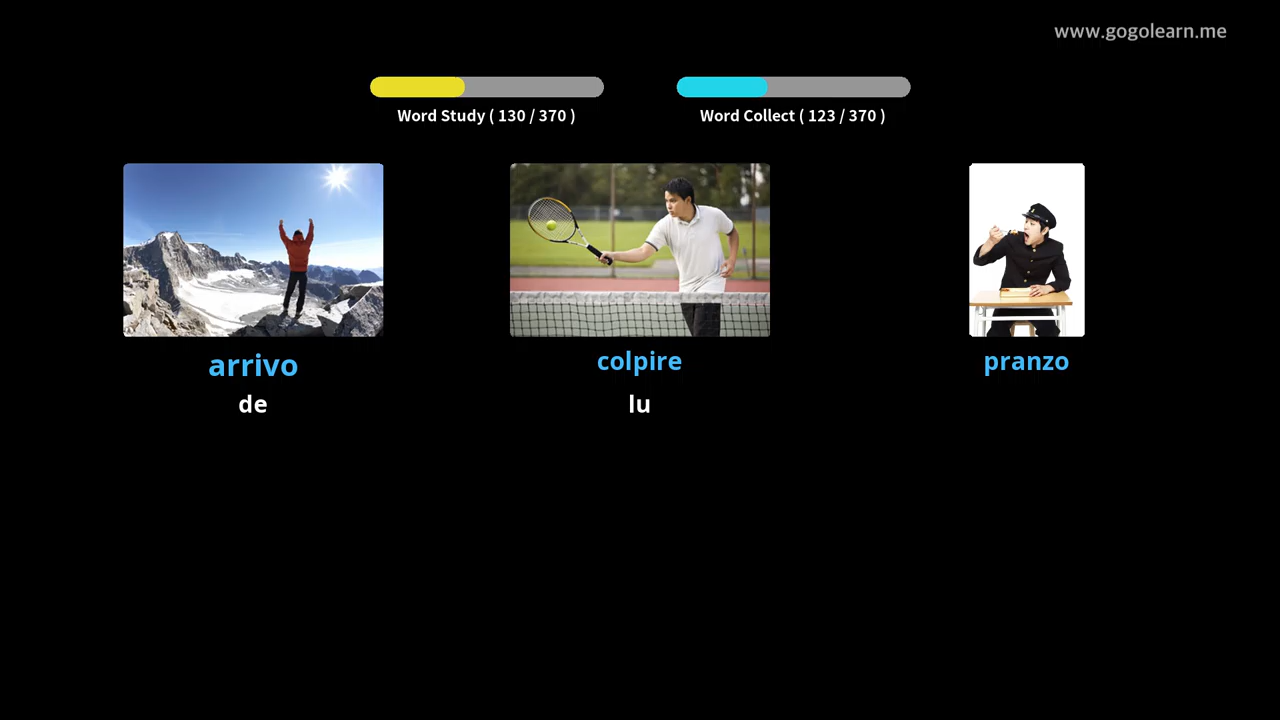 www.gogolearn.me
Word Study ( 130 / 370 )
Word Collect ( 123 / 370 )
arrivo
colpire
pranzo
de
lu